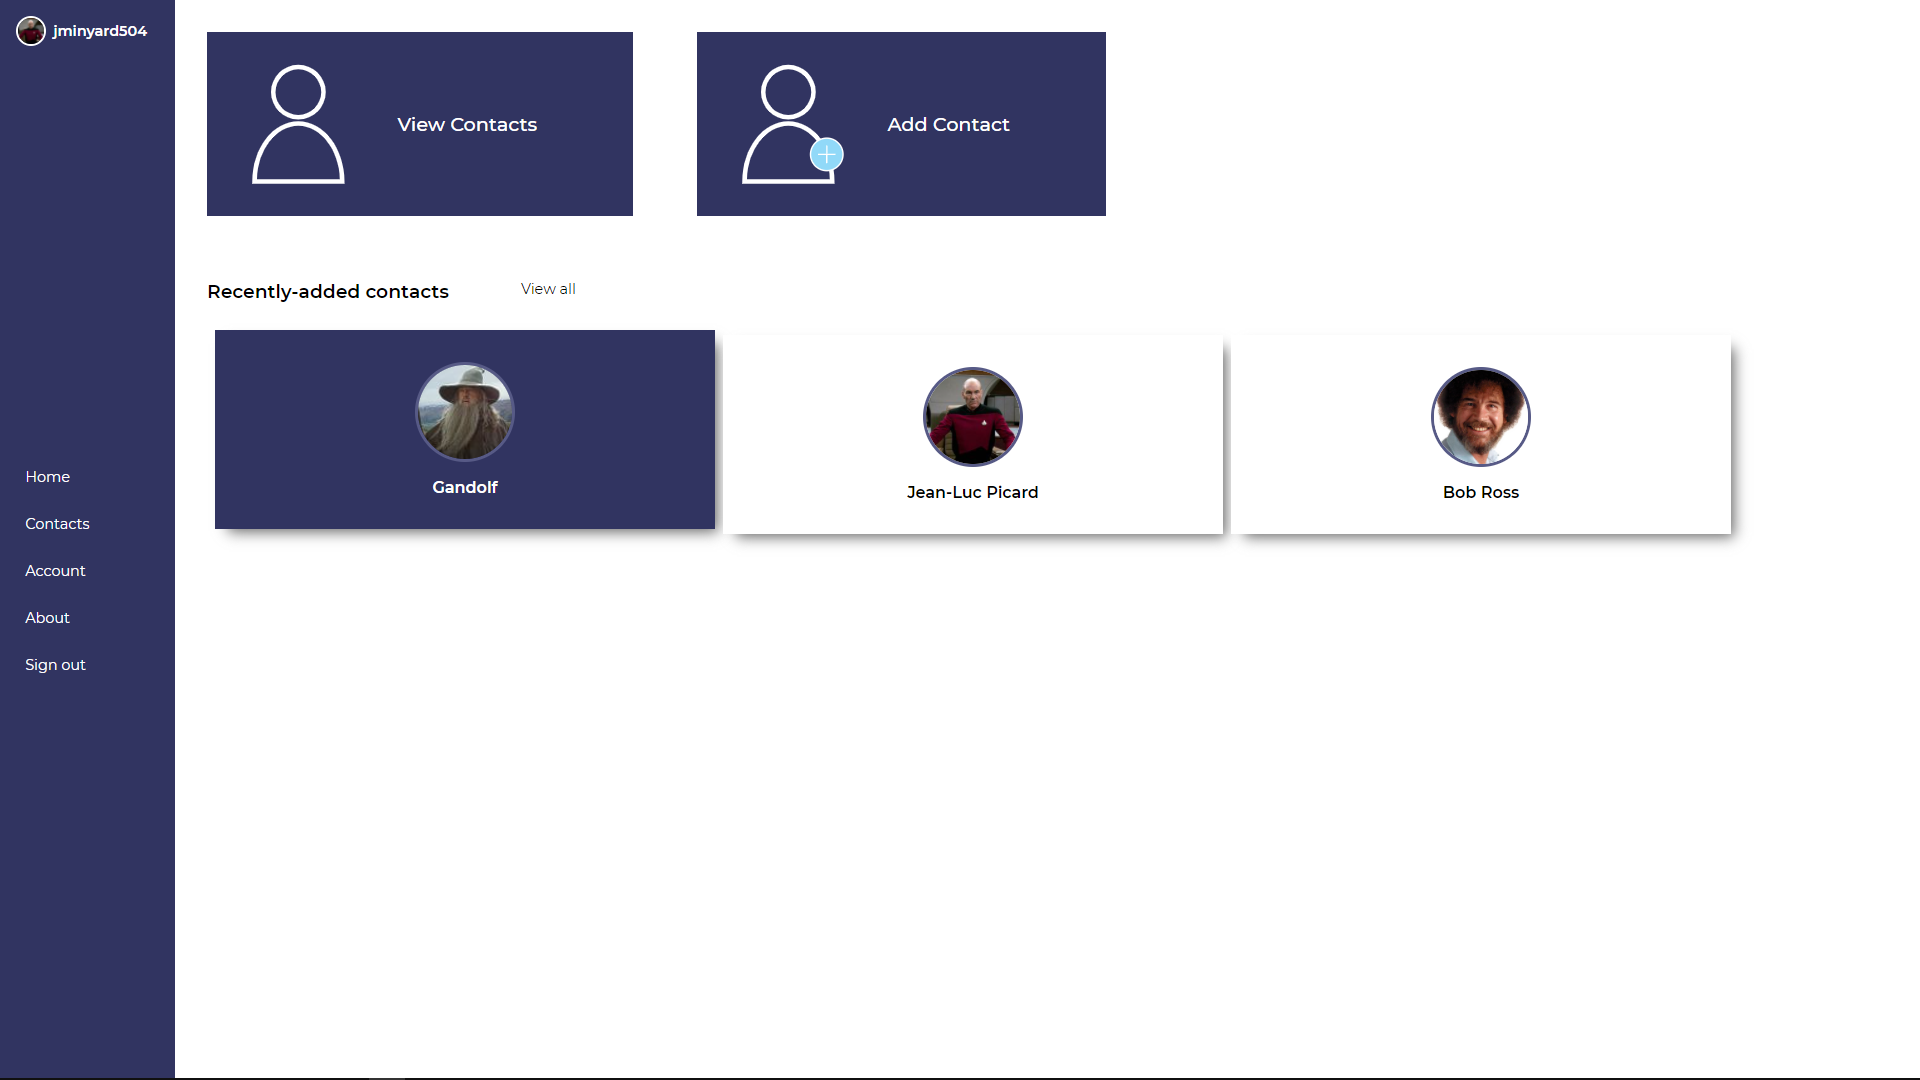 jminyard504
View Contacts
Add Contact
Recently-added contacts
View all
Gandolf
Jean-Luc Picard
Bob Ross
Home
Contacts
Account
About
Sign out